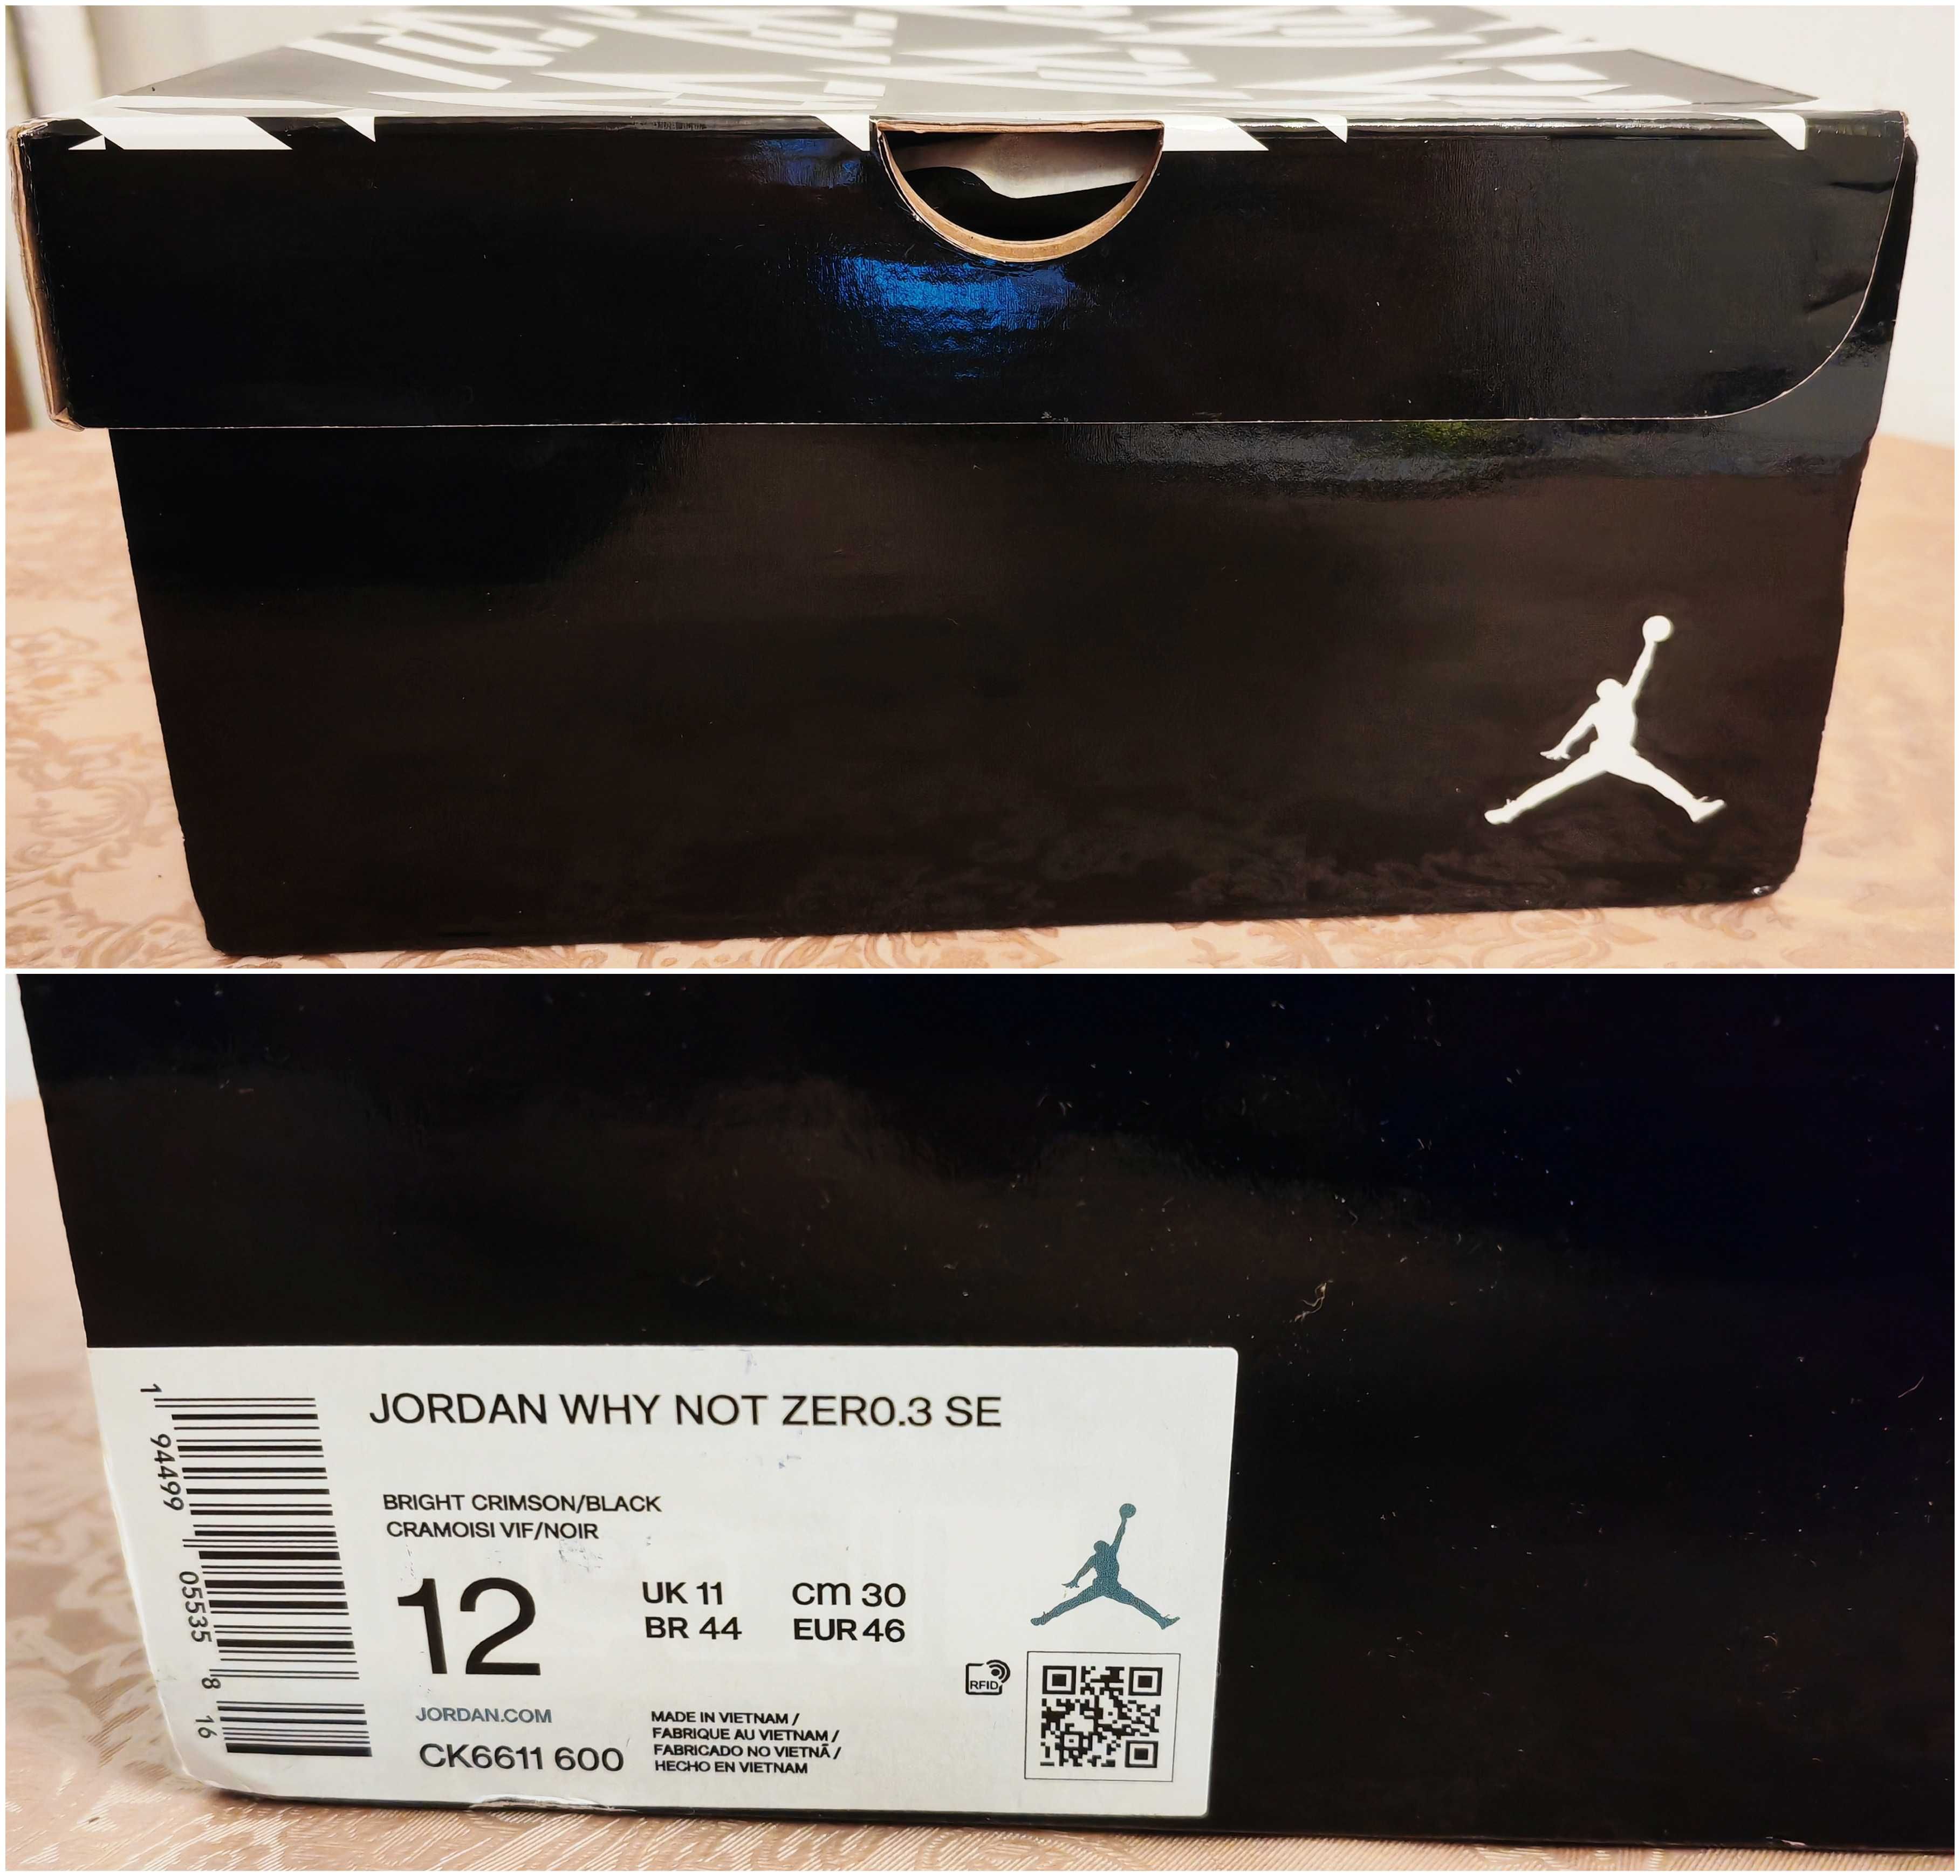 JORDAN WHY NOT ZER0.3 SE
BRIGHT CRIMSON/BLACK
CRAMOISI VIF/NOIR
12
UK 11
cm 30
BR 44
EUR 46
RFID
JORDAN.COM
CK6611 600
MADE IN VIETNAM /
FABRIQUE AU VIETNAM /
FABRICADO NO VIETNÃ /
HECHO EN VIETNAM
1 94499 05535 8 16